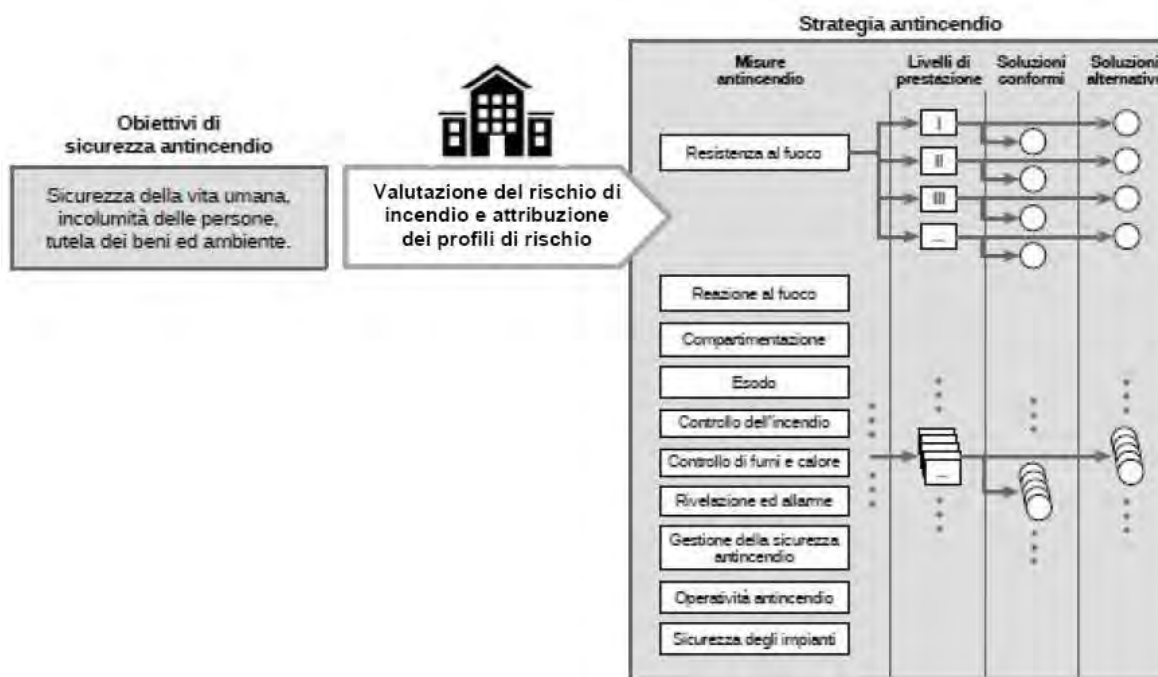 Strategia antincendio
Obiettivi di
sicurezza antincendio
Sicurezza della vita umana,
incolumità delle persone,
tutela dei beni ed ambiente.
Valutazione del rischio di
incendio e attribuzione
dei profili di rischio
Misure
antincendio
Livelli di
prestazione
Soluzioni
conformi
Soluzioni
alternative
Resistenza al fuoco
I
II
III
...
Reazione al fuoco
Compartimentazione
Esodo
Controllo dell'incendio
Controllo di fumi e calore
...
Rivelazione ed allarme
Gestione della sicurezza
antincendio
Operatività antincendio
Sicurezza degli impianti